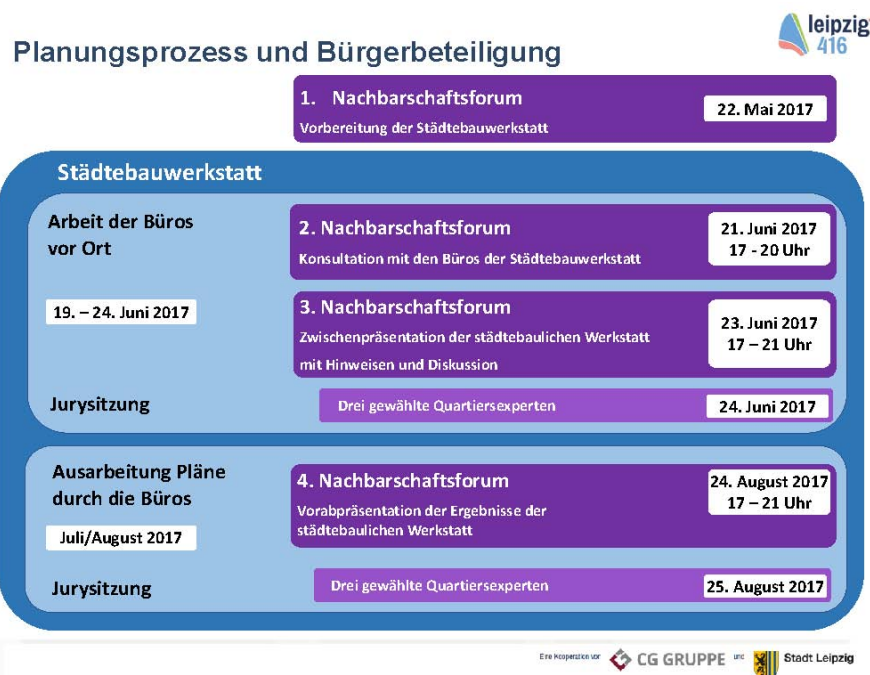 leipzig
416
Planungsprozess und Bürgerbeteiligung
1. Nachbarschaftsforum
Vorbereitung der Städtebauwerkstatt
22. Mai 2017
Städtebauwerkstatt
Arbeit der Büros
vor Ort
19. – 24. Juni 2017
2. Nachbarschaftsforum
Konsultation mit den Büros der Städtebauwerkstatt
21. Juni 2017
17 - 20 Uhr
3. Nachbarschaftsforum
Zwischenpräsentation der städtebaulichen Werkstatt
mit Hinweisen und Diskussion
23. Juni 2017
17 – 21 Uhr
Jurysitzung
Drei gewählte Quartiersexperten
24. Juni 2017
Ausarbeitung Pläne
durch die Büros
Juli/August 2017
4. Nachbarschaftsforum
Vorabpräsentation der Ergebnisse der
städtebaulichen Werkstatt
24. August 2017
17 – 21 Uhr
Jurysitzung
Drei gewählte Quartiersexperten
25. August 2017
Eine Kooperation von CG GRUPPE und Stadt Leipzig